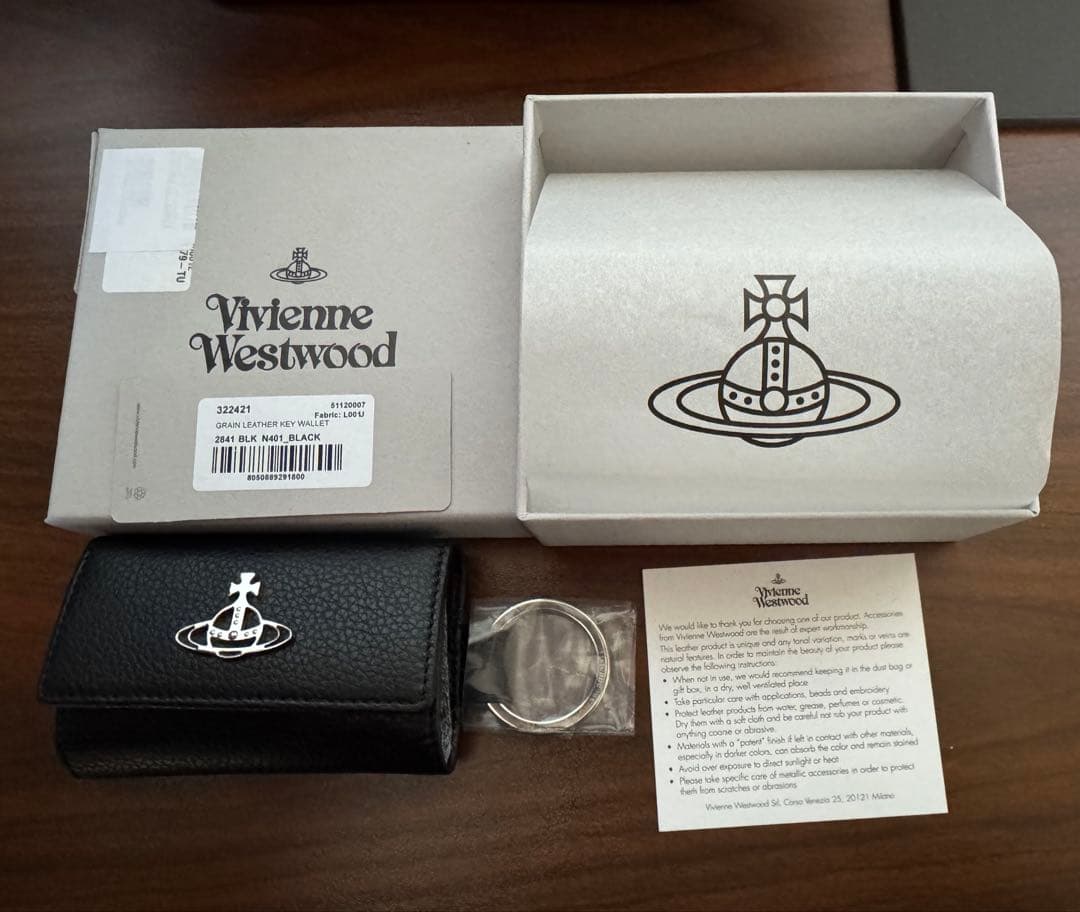 79-TU
Vivienne
Westwood
322421
51120007
Fabric: L001J
GRAIN LEATHER KEY WALLET
2841 BLK N401_BLACK
8050889291800
Vivienne
Westwood
We would like to thank you for choosing one of our product. Accessories
from Vivienne Westwood are the result of expert workmanship.
This leather product is unique and any tonal variation, marks or veins are
natural features. In order to maintain the beauty of your product please
observe the following instructions:
• When not in use, we would recommend keeping it in the dust bag or
gift box, in a dry, well ventilated place
• Take particular care with applications, beads and embroidery
• Protect leather products from water, grease, perfumes or cosmetic.
Dry them with a soft cloth and be careful not rub your product with
anything coarse or abrasive.
• Materials with a "patent" finish if left in contact with other materials,
especially in darker colors, can absorb the color and remain stained
• Avoid over exposure to direct sunlight or heat
• Please take specific care of metallic accessories in order to protect
them from scratches or abrasions
Vivienne Westwood Srl, Corso Venezia 25, 20121 Milano